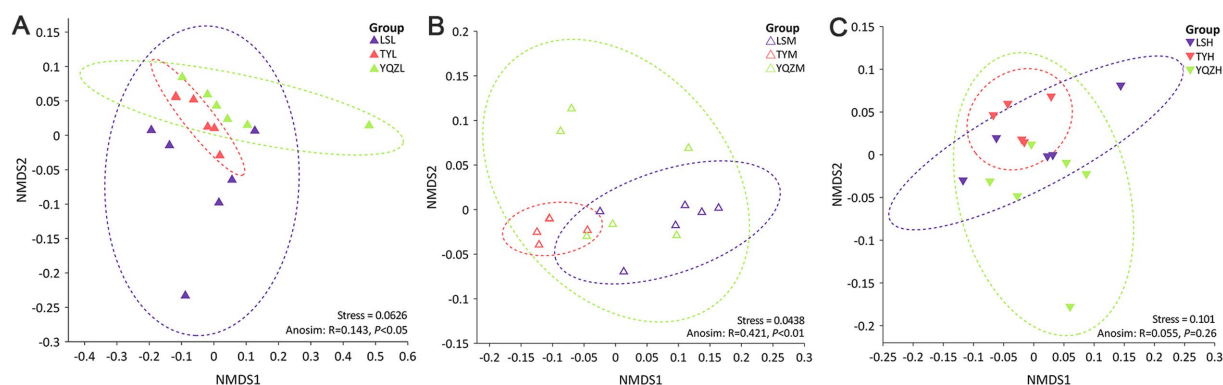 A
Group
LSL
TYL
YQZL
0.15
0.1
0.05
0
-0.05
-0.1
-0.15
-0.2
-0.25
-0.3
NMDS2
-0.4 -0.3 -0.2 -0.1 0 0.1 0.2 0.3 0.4 0.5 0.6
NMDS1
Stress = 0.0626
Anosim: R=0.143, P<0.05
B
Group
LSM
TYM
YQZM
0.2
0.15
0.1
0.05
0
-0.05
-0.1
-0.15
NMDS2
-0.2 -0.15 -0.1 -0.05 0 0.05 0.1 0.15 0.2 0.25 0.3
NMDS1
Stress = 0.0438
Anosim: R=0.421, P<0.01
C
Group
LSH
TYH
YQZH
0.15
0.1
0.05
0
-0.05
-0.1
-0.15
-0.2
NMDS2
-0.25 -0.2 -0.15 -0.1 -0.05 0 0.05 0.1 0.15 0.2 0.25 0.3
NMDS1
Stress = 0.101
Anosim: R=0.055, P=0.26